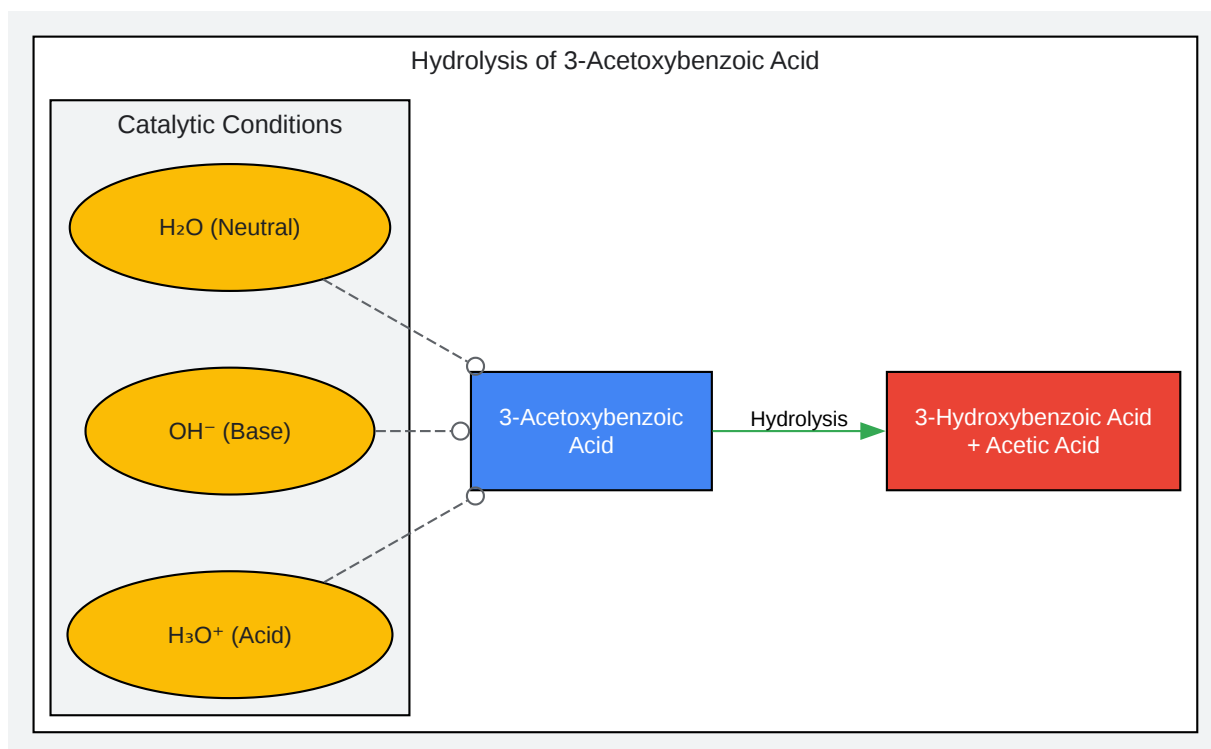 Hydrolysis of 3-Acetoxybenzoic Acid
Catalytic Conditions
H₂O (Neutral)
OH⁻ (Base)
H₃O⁺ (Acid)
3-Acetoxybenzoic
Acid
Hydrolysis
3-Hydroxybenzoic Acid
+ Acetic Acid